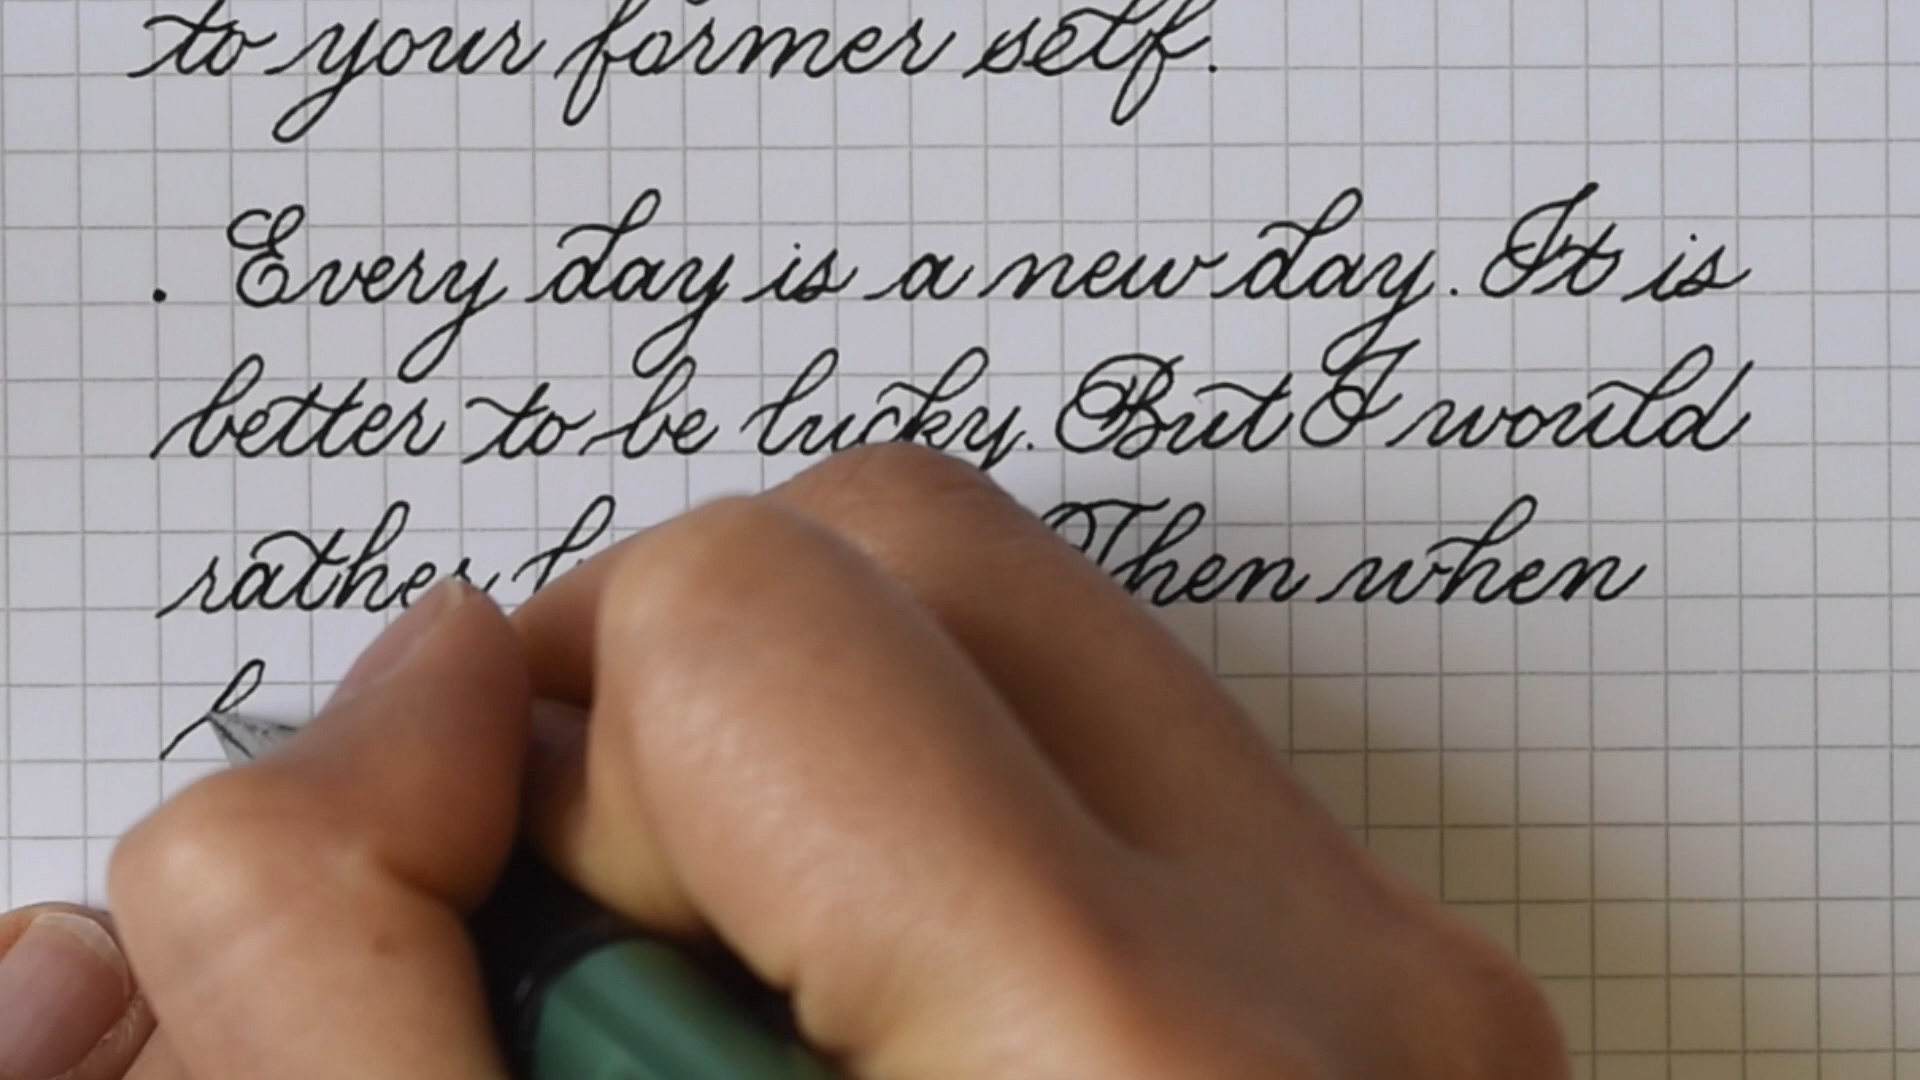 to your former self.
. Every day is a new day. It is
better to be lucky. But I would
rather Then when